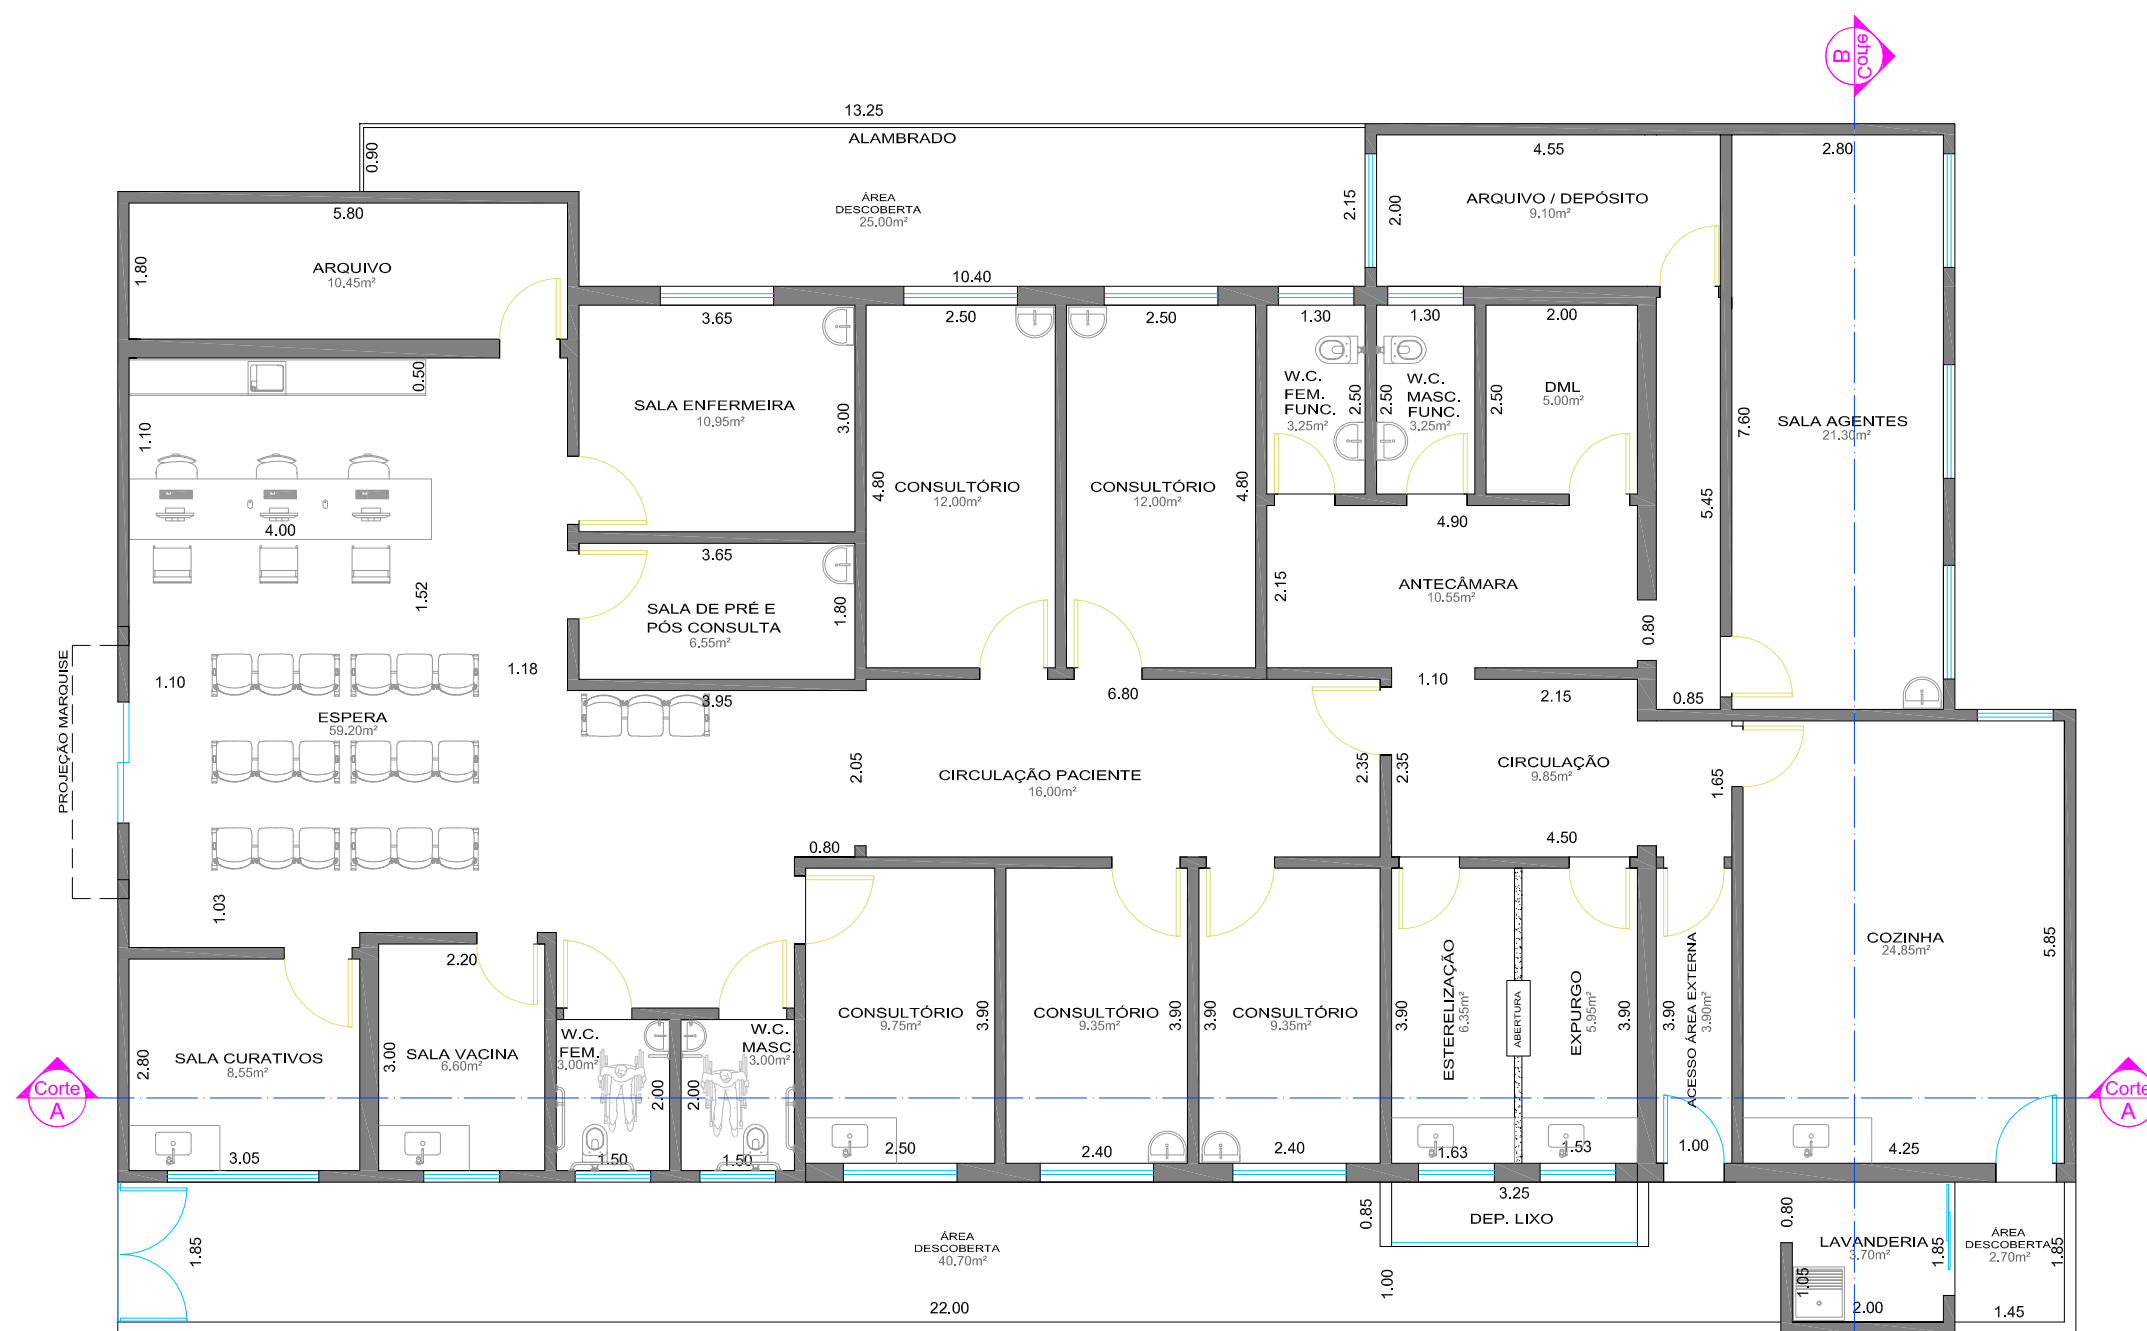 B
Corte
13.25
ALAMBRADO
0.90
ÁREA
DESCOBERTA
25.00m²
2.15
10.40
4.55
2.00
ARQUIVO / DEPÓSITO
9.10m²
2.80
7.60
SALA AGENTES
21.30m²
5.80
1.80
ARQUIVO
10.45m²
0.50
1.10
4.00
1.52
3.65
SALA ENFERMEIRA
10.95m²
3.00
2.50
CONSULTÓRIO
12.00m²
4.80
2.50
CONSULTÓRIO
12.00m²
4.80
1.30
W.C.
FEM.
FUNC.
3.25m²
2.50
1.30
W.C.
MASC.
FUNC.
3.25m²
2.50
2.00
DML
5.00m²
2.50
5.45
4.90
2.15
ANTECÂMARA
10.55m²
0.80
3.65
SALA DE PRÉ E
PÓS CONSULTA
6.55m²
1.80
PROJEÇÃO MARQUISE
1.10
1.18
ESPERA
59.20m²
1.03
3.95
6.80
2.05
CIRCULAÇÃO PACIENTE
16.00m²
2.35
2.35
1.10
2.15
0.85
CIRCULAÇÃO
9.85m²
1.65
4.50
0.80
COZINHA
24.85m²
5.85
4.25
2.80
SALA CURATIVOS
8.55m²
3.05
2.20
3.00
SALA VACINA
6.60m²
W.C.
FEM.
3.00m²
2.00
1.50
W.C.
MASC.
3.00m²
2.00
1.50
CONSULTÓRIO
9.75m²
3.90
2.50
CONSULTÓRIO
9.35m²
3.90
2.40
CONSULTÓRIO
9.35m²
3.90
2.40
3.90
ESTERELIZAÇÃO
6.35m²
1.63
ABERTURA
EXPURGO
5.95m²
3.90
1.53
3.90
ACESSO ÁREA EXTERNA
3.90m²
1.00
Corte
A
Corte
A
1.85
ÁREA
DESCOBERTA
40.70m²
22.00
0.85
3.25
DEP. LIXO
1.00
0.80
LAVANDERIA
3.70m²
1.85
1.05
2.00
ÁREA
DESCOBERTA
2.70m²
1.85
1.45